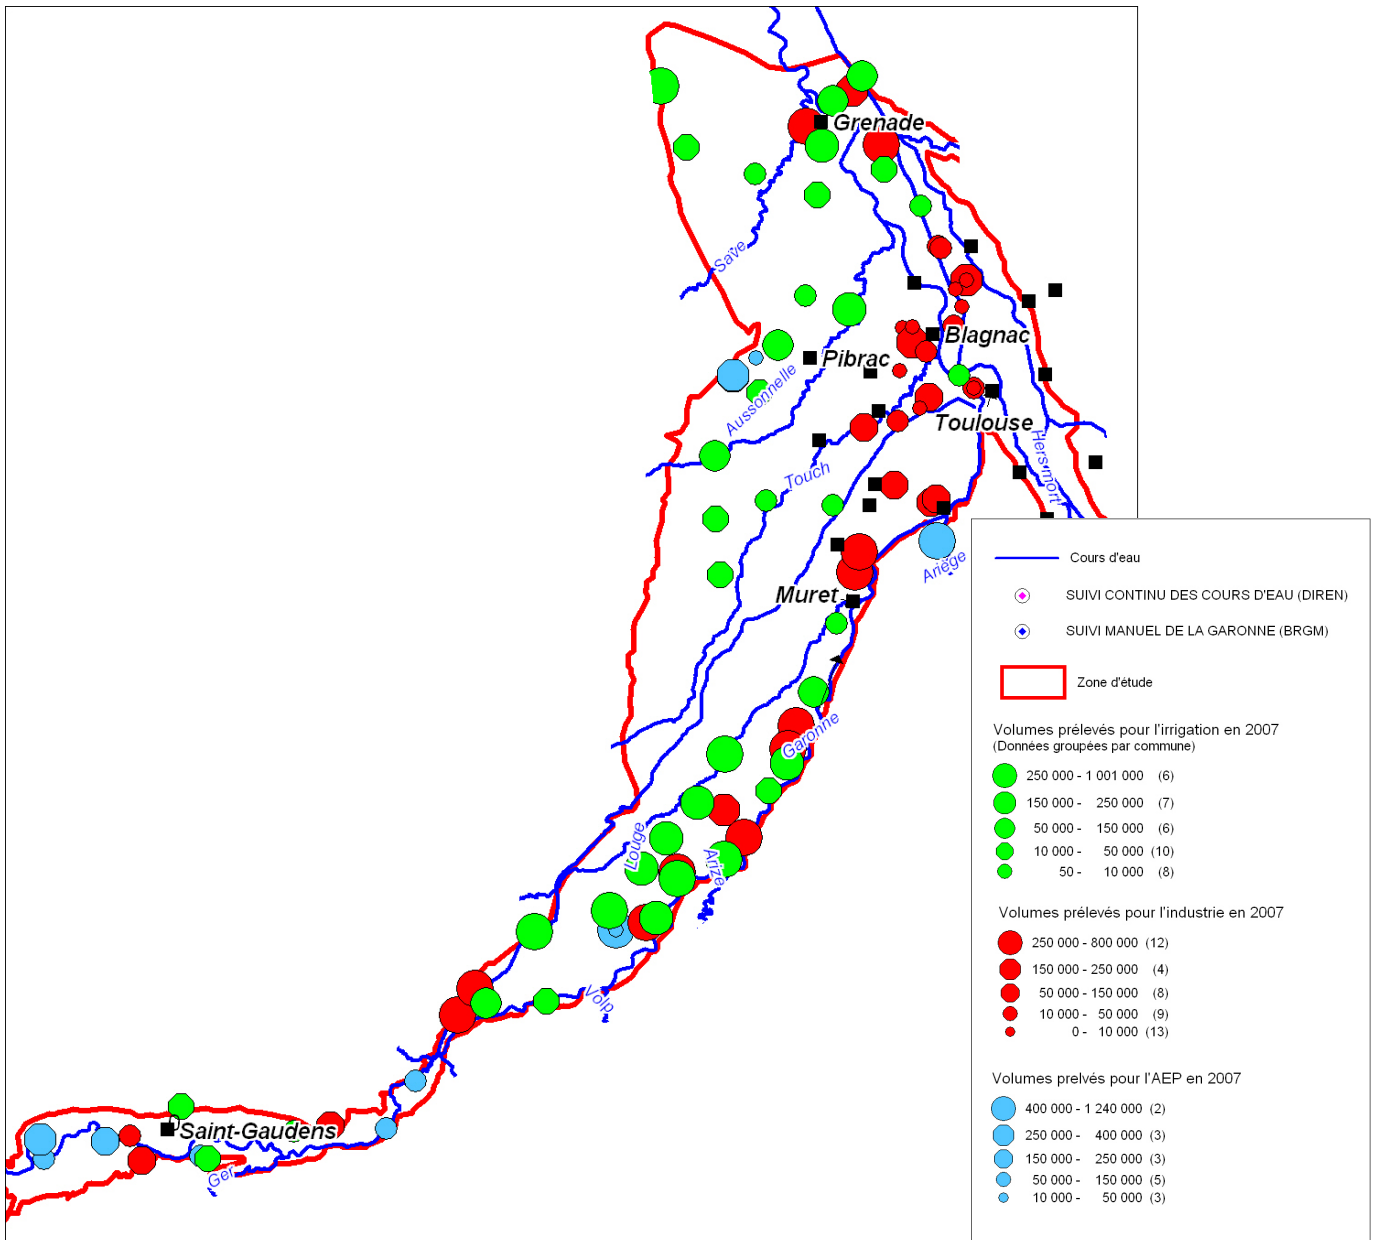 Grenade
Save
Blagnac
Pibrac
Aussonnelle
Toulouse
Hers mort
Touch
Ariège
Muret
Garonne
Louge
Arize
Volp
Saint-Gaudens
Ger
Cours d'eau
SUIVI CONTINU DES COURS D'EAU (DIREN)
SUIVI MANUEL DE LA GARONNE (BRGM)
Zone d'étude
Volumes prélevés pour l'irrigation en 2007
(Données groupées par commune)
250 000 - 1 001 000 (6)
150 000 - 250 000 (7)
50 000 - 150 000 (6)
10 000 - 50 000 (10)
50 - 10 000 (8)
Volumes prélevés pour l'industrie en 2007
250 000 - 800 000 (12)
150 000 - 250 000 (4)
50 000 - 150 000 (8)
10 000 - 50 000 (9)
0 - 10 000 (13)
Volumes prelvés pour l'AEP en 2007
400 000 - 1 240 000 (2)
250 000 - 400 000 (3)
150 000 - 250 000 (3)
50 000 - 150 000 (5)
10 000 - 50 000 (3)